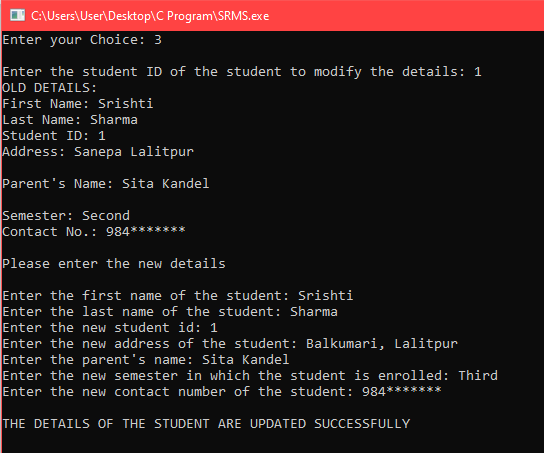 C:\Users\User\Desktop\C Program\SRMS.exe
Enter your Choice: 3
Enter the student ID of the student to modify the details: 1
OLD DETAILS:
First Name: Srishti
Last Name: Sharma
Student ID: 1
Address: Sanepa Lalitpur
Parent's Name: Sita Kandel
Semester: Second
Contact No.: 984*******
Please enter the new details
Enter the first name of the student: Srishti
Enter the last name of the student: Sharma
Enter the new student id: 1
Enter the new address of the student: Balkumari, Lalitpur
Enter the parent's name: Sita Kandel
Enter the new semester in which the student is enrolled: Third
Enter the new contact number of the student: 984*******
THE DETAILS OF THE STUDENT ARE UPDATED SUCCESSFULLY